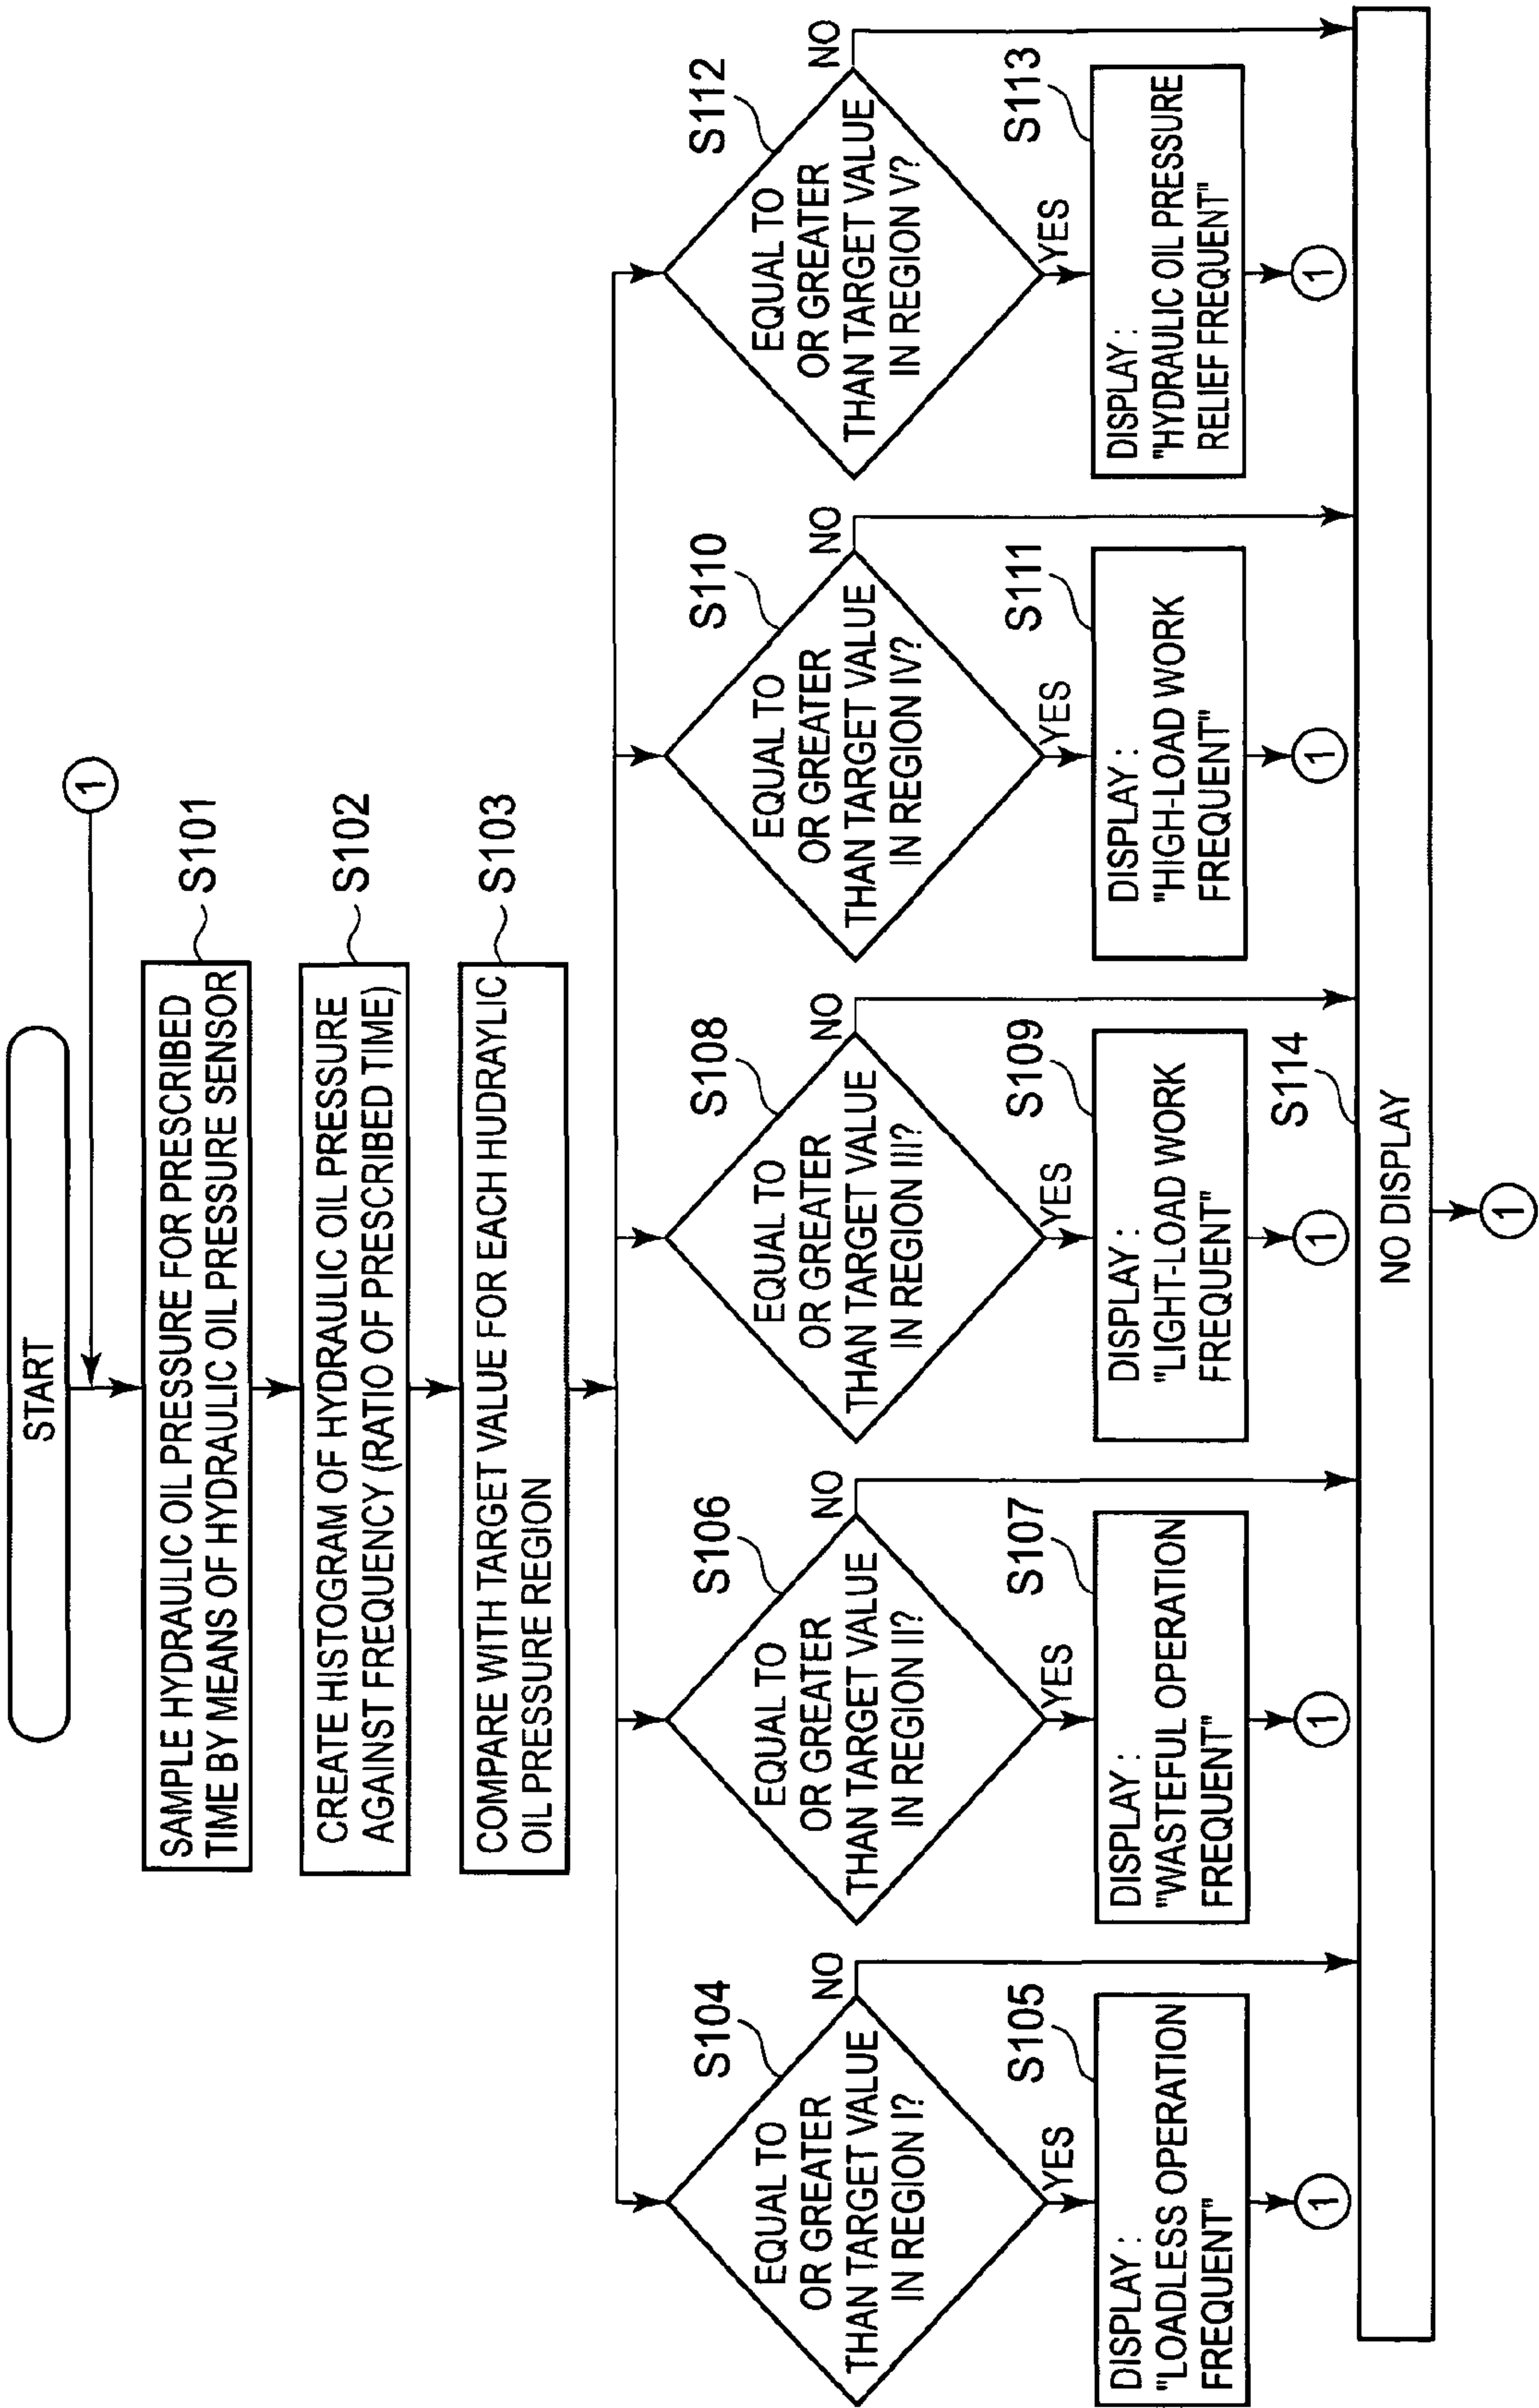 START
1
SAMPLE HYDRAULIC OIL PRESSURE FOR PRESCRIBED
TIME BY MEANS OF HYDRAULIC OIL PRESSURE SENSOR
S101
CREATE HISTOGRAM OF HYDRAULIC OIL PRESSURE
AGAINST FREQUENCY (RATIO OF PRESCRIBED TIME)
S102
COMPARE WITH TARGET VALUE FOR EACH HUDRAYLIC
OIL PRESSURE REGION
S103
S104
EQUAL TO
OR GREATER
THAN TARGET VALUE
IN REGION I?
NO
YES
S105
DISPLAY :
"LOADLESS OPERATION
FREQUENT"
1
S106
EQUAL TO
OR GREATER
THAN TARGET VALUE
IN REGION II?
NO
YES
S107
DISPLAY :
"WASTEFUL OPERATION
FREQUENT"
1
S108
EQUAL TO
OR GREATER
THAN TARGET VALUE
IN REGION III?
NO
YES
S109
DISPLAY :
"LIGHT-LOAD WORK
FREQUENT"
1
S110
EQUAL TO
OR GREATER
THAN TARGET VALUE
IN REGION IV?
NO
YES
S111
DISPLAY :
"HIGH-LOAD WORK
FREQUENT"
1
S112
EQUAL TO
OR GREATER
THAN TARGET VALUE
IN REGION V?
NO
YES
S113
DISPLAY :
"HYDRAULIC OIL PRESSURE
RELIEF FREQUENT"
1
S114
NO DISPLAY
1